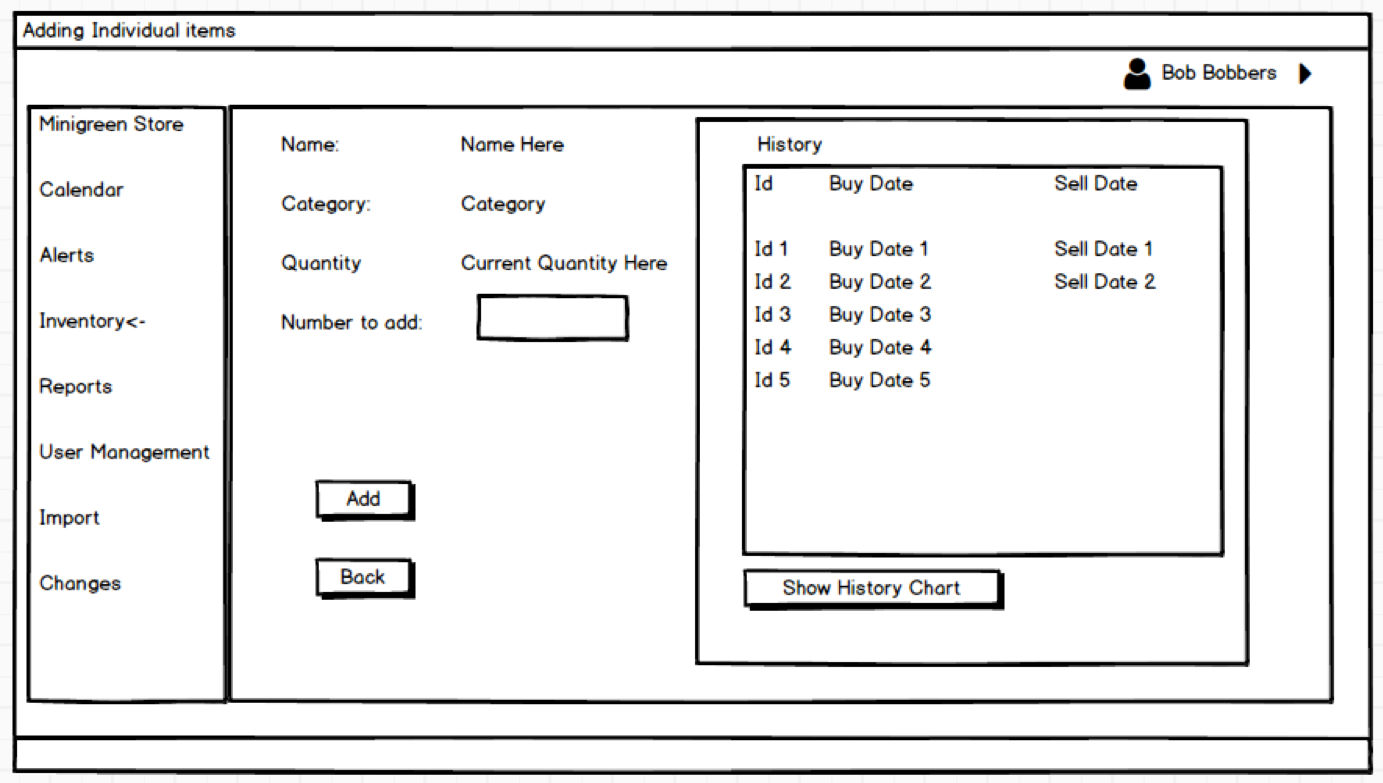 Adding Individual items
Bob Bobbers
Minigreen Store
Calendar
Alerts
Inventory<-
Reports
User Management
Import
Changes
Name: Name Here
Category: Category
Quantity Current Quantity Here
Number to add:
Add
Back
History
Id Buy Date Sell Date
Id 1 Buy Date 1 Sell Date 1
Id 2 Buy Date 2 Sell Date 2
Id 3 Buy Date 3
Id 4 Buy Date 4
Id 5 Buy Date 5
Show History Chart